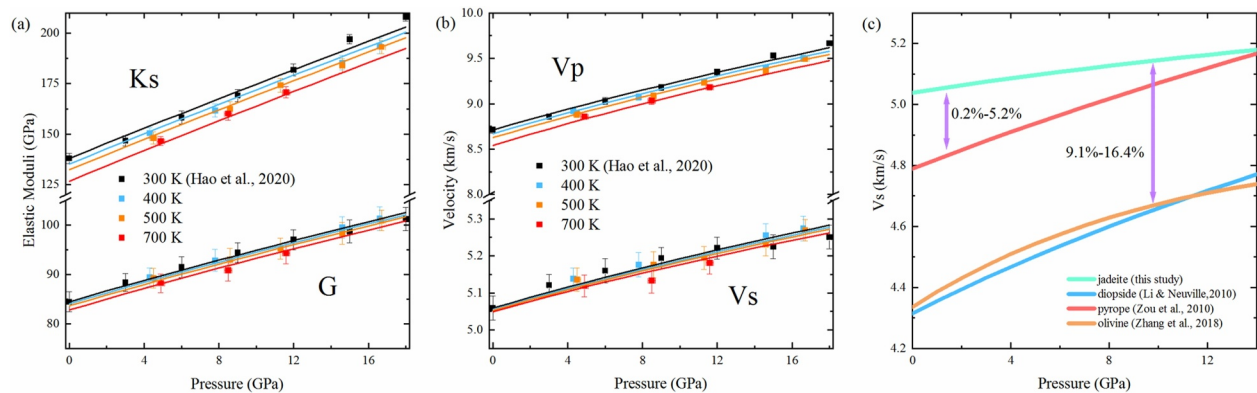 (a)
Elastic Moduli (GPa)
200
175
150
125
100
90
80
Ks
300 K (Hao et al., 2020)
400 K
500 K
700 K
G
0
4
8
12
16
Pressure (GPa)
(b)
Velocity (km/s)
10.0
9.5
9.0
8.5
8.0
5.3
5.2
5.1
5.0
Vp
300 K (Hao et al., 2020)
400 K
500 K
700 K
Vs
0
4
8
12
16
Pressure (GPa)
(c)
Vs (km/s)
5.2
5.0
4.8
4.6
4.4
4.2
0.2%-5.2%
9.1%-16.4%
jadeite (this study)
diopside (Li & Neuville,2010)
pyrope (Zou et al., 2010)
olivine (Zhang et al., 2018)
0
4
8
12
Pressure (GPa)